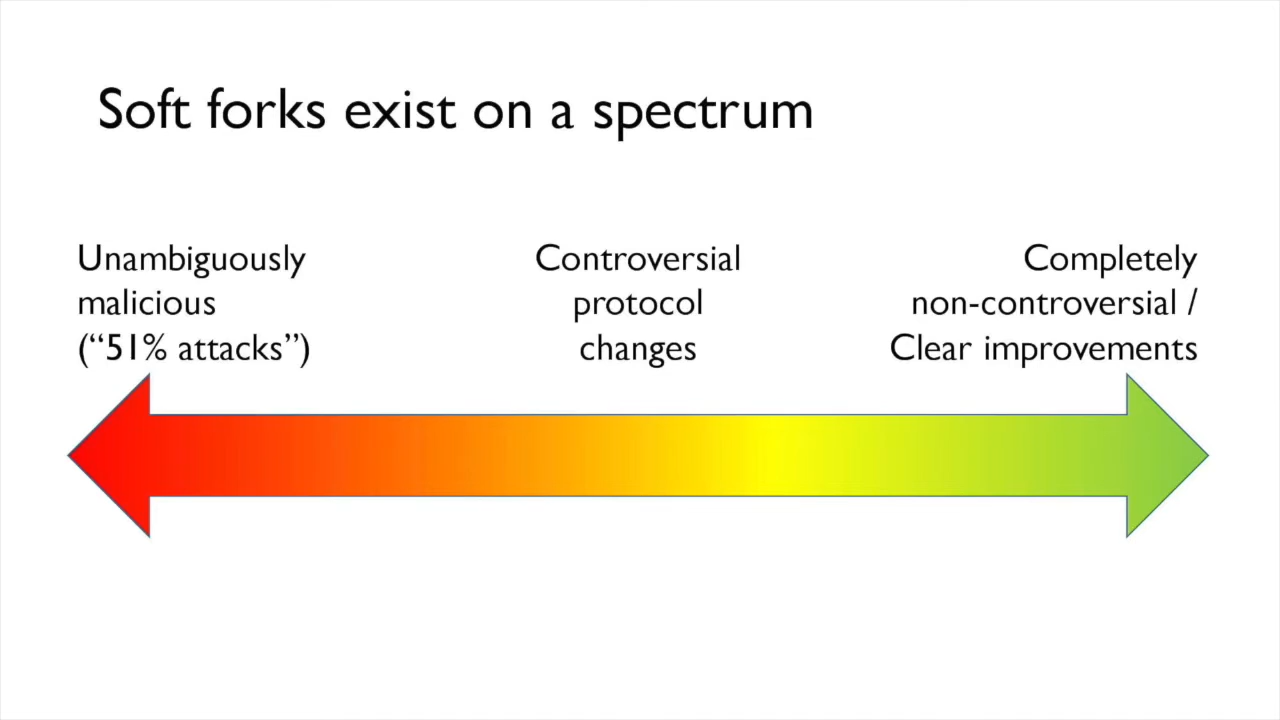 Soft forks exist on a spectrum
Unambiguously
malicious
(“51% attacks”)
Controversial
protocol
changes
Completely
non-controversial /
Clear improvements